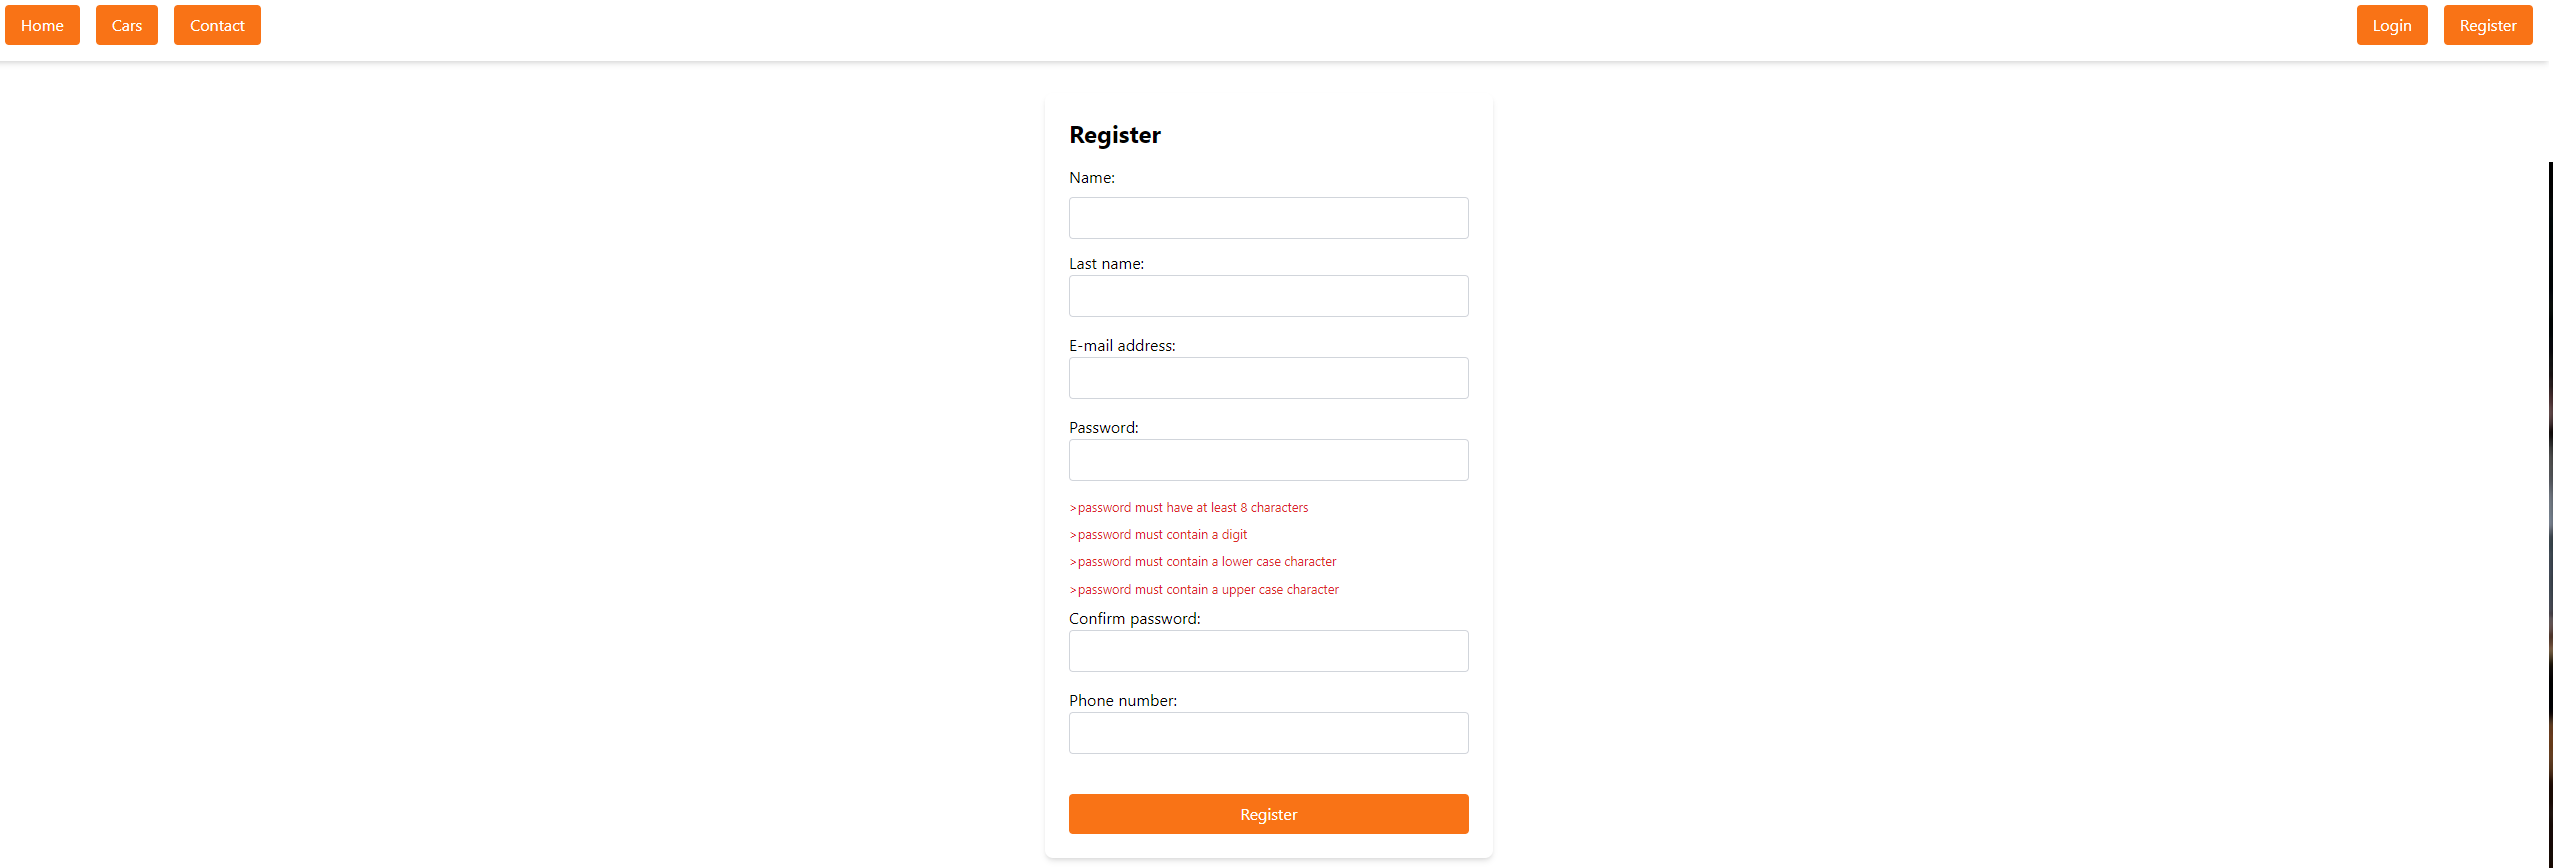 Home Cars Contact Login Register
Register
Name:
Last name:
E-mail address:
Password:
>password must have at least 8 characters
>password must contain a digit
>password must contain a lower case character
>password must contain a upper case character
Confirm password:
Phone number:
Register